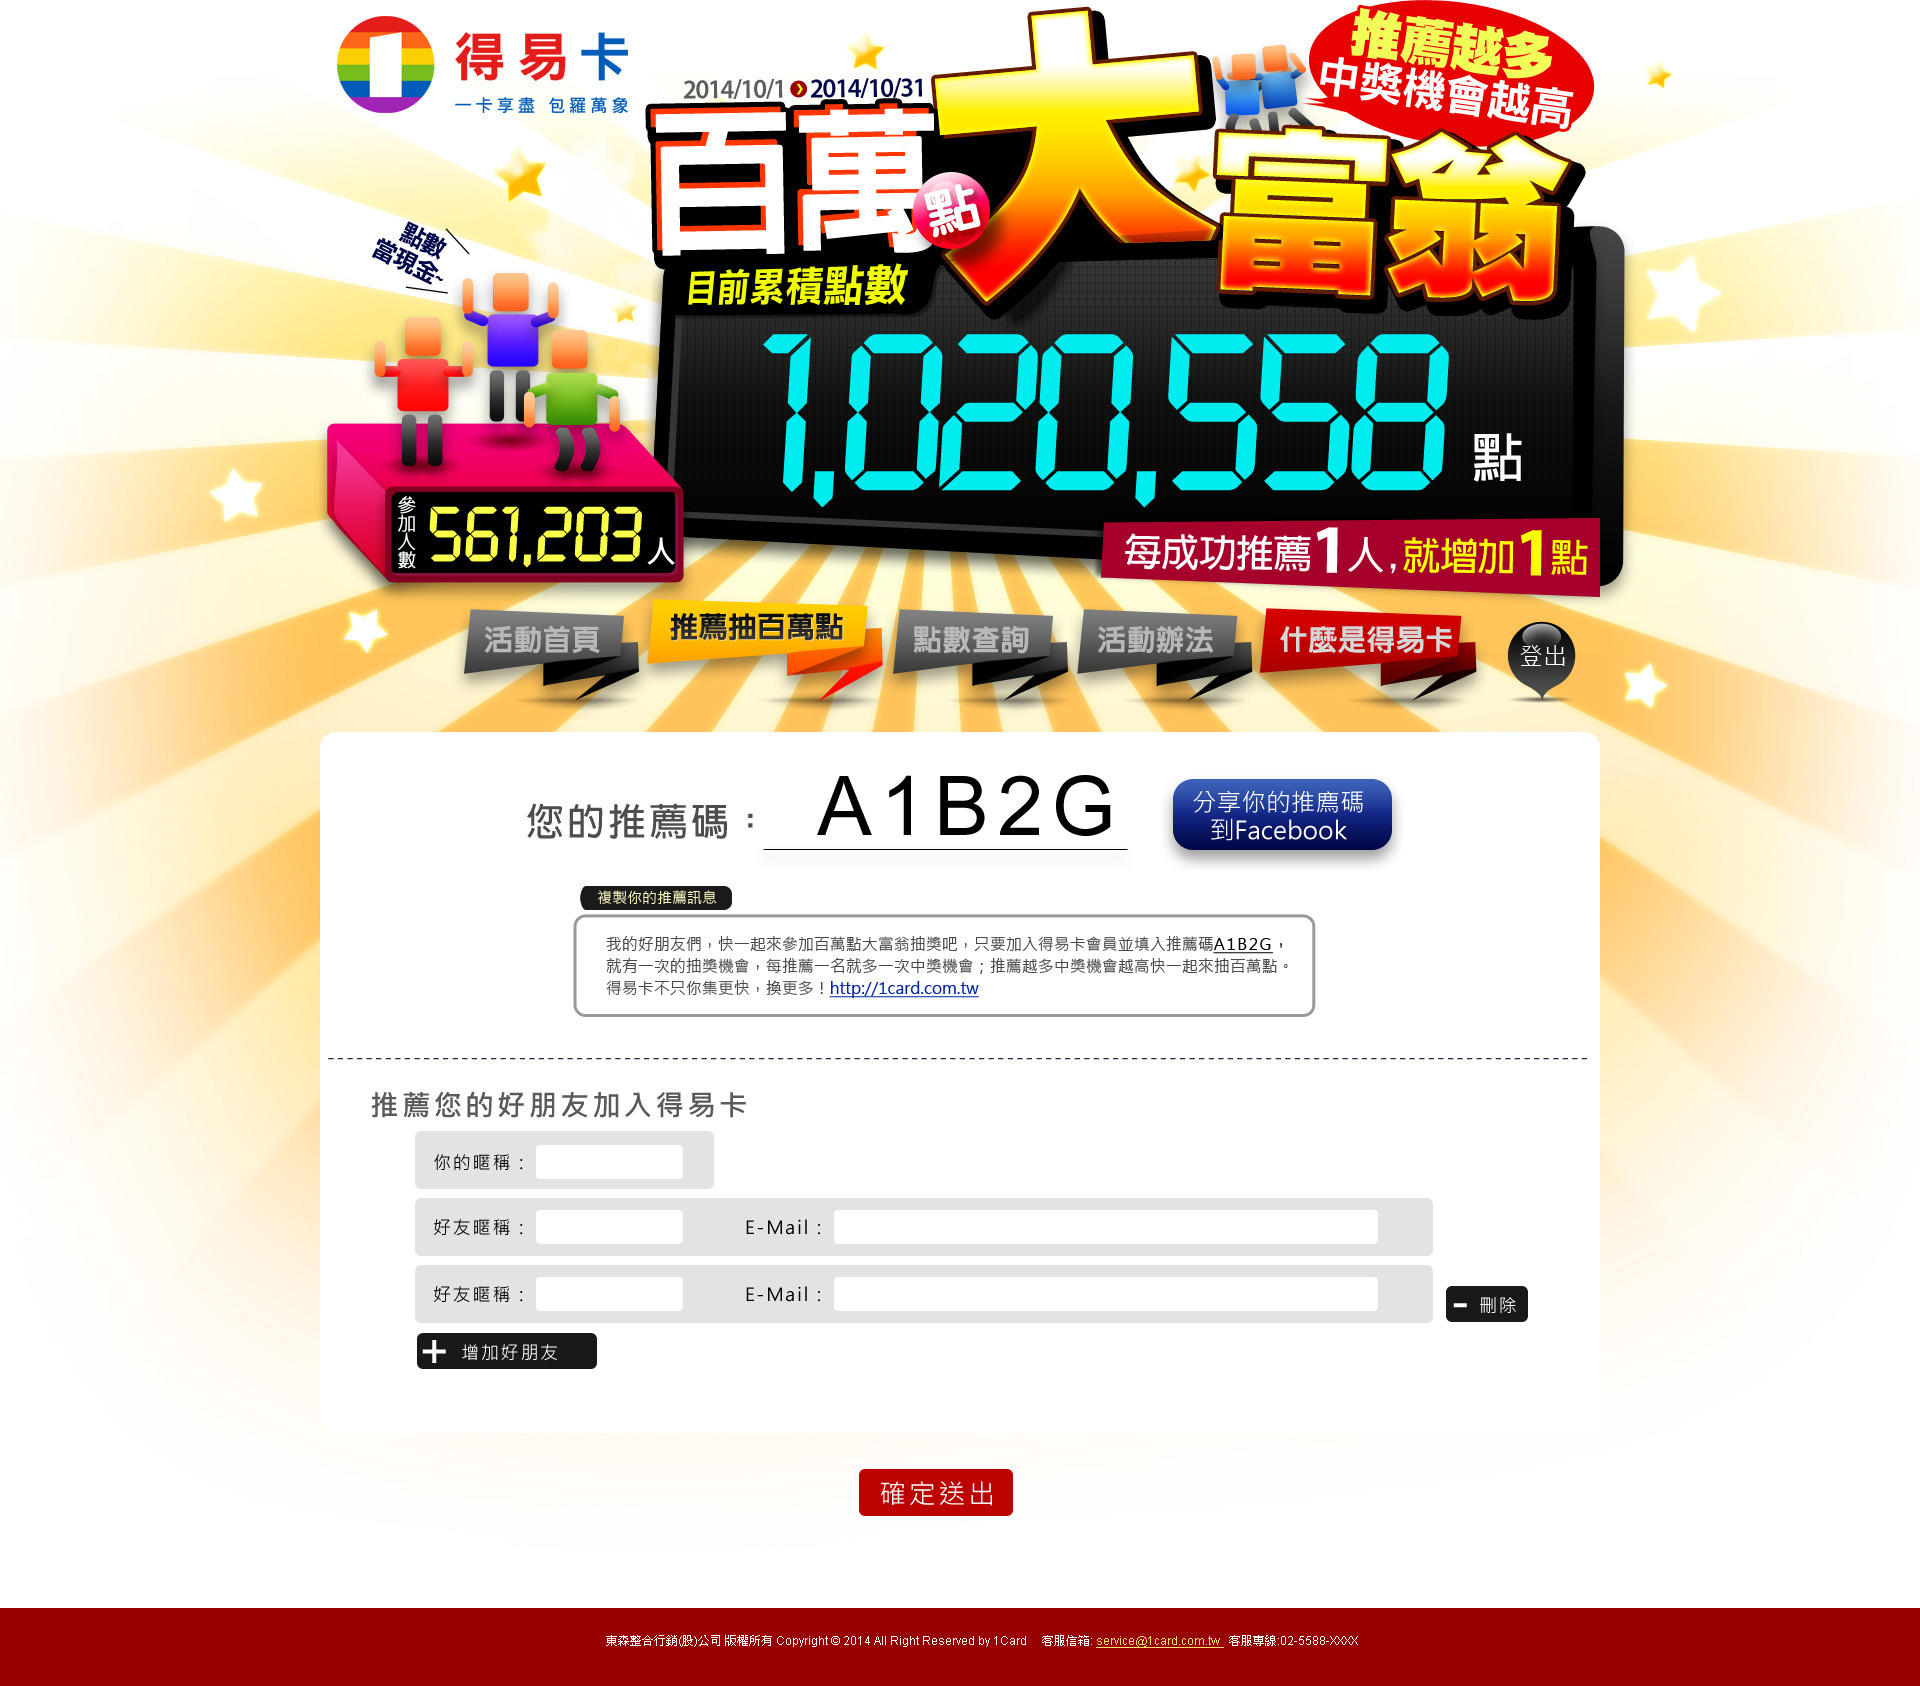 得易卡
一卡享盡 包羅萬象
2014/10/1 2014/10/31
推薦越多
中獎機會越高
百萬點大富翁
點數
當現金~
目前累積點數
1,020,558 點
參加人數 561,203 人
每成功推薦1人,就增加1點
活動首頁 推薦抽百萬點 點數查詢 活動辦法 什麼是得易卡 登出
您的推薦碼： A1B2G
分享你的推廌碼
到Facebook
複製你的推薦訊息
我的好朋友們，快一起來參加百萬點大富翁抽獎吧，只要加入得易卡會員並填入推薦碼A1B2G，
就有一次的抽獎機會，每推薦一名就多一次中獎機會；推薦越多中獎機會越高快一起來抽百萬點。
得易卡不只你集更快，換更多！http://1card.com.tw
推薦您的好朋友加入得易卡
你的暱稱：
好友暱稱： E-Mail：
好友暱稱： E-Mail：
－ 刪除
＋ 增加好朋友
確定送出
東森整合行銷(股)公司 版權所有 Copyright © 2014 All Right Reserved by 1Card 客服信箱: service@1card.com.tw 客服專線:02-5588-XXXX